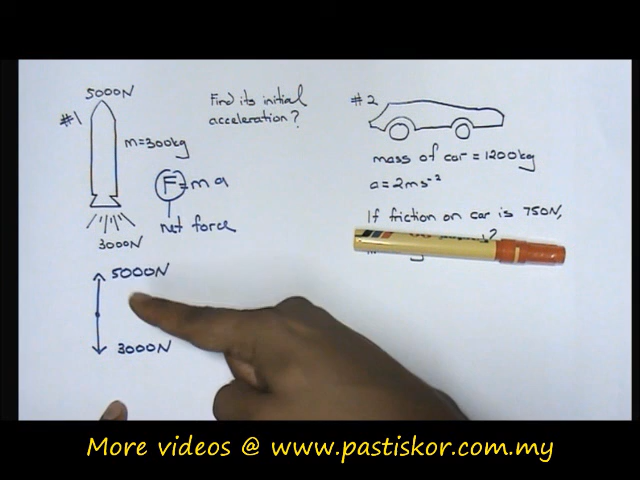 5000N
#1
m=300kg
F=ma
net force
3000N
5000N
3000N
Find its initial
acceleration?
#2
mass of car = 1200kg
a=2ms⁻²
If friction on car is 750N,
More videos @ www.pastiskor.com.my